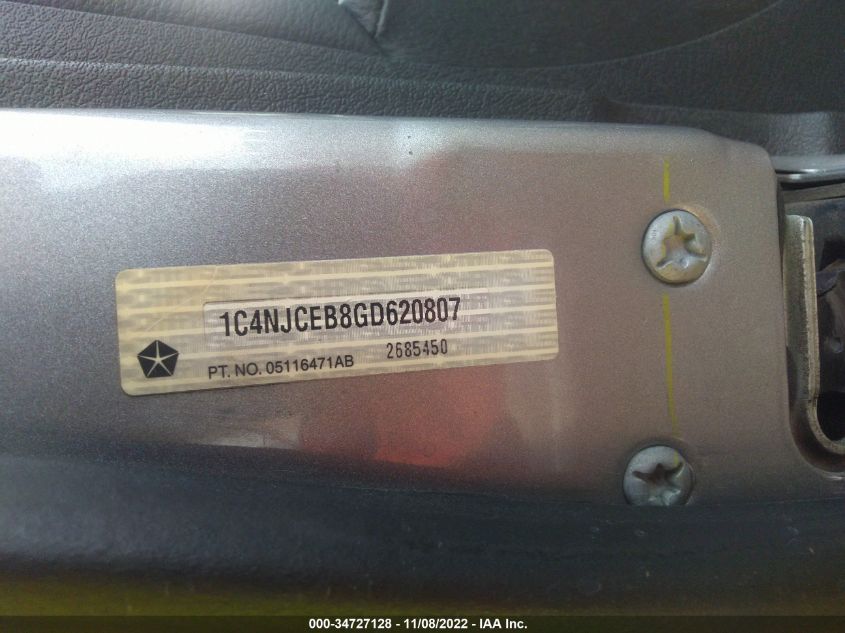 1C4NJCEB8GD620807
PT. NO. 05116471AB 2685450
000-34727128 - 11/08/2022 - IAA Inc.